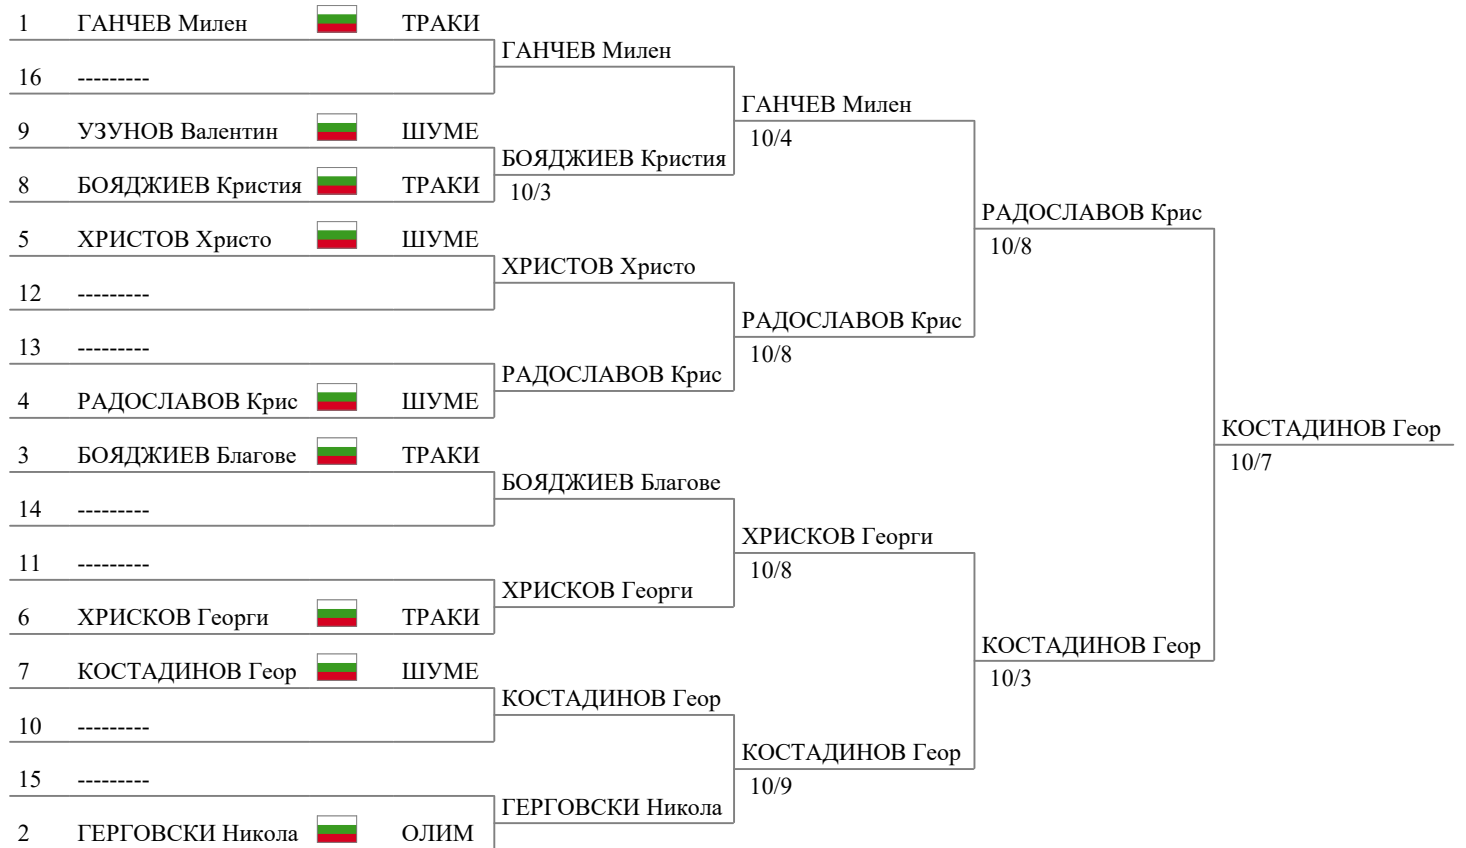 1 ГАНЧЕВ Милен ТРАКИ
ГАНЧЕВ Милен
16 ---------
ГАНЧЕВ Милен
10/4
9 УЗУНОВ Валентин ШУМЕ
БОЯДЖИЕВ Кристия
10/3
8 БОЯДЖИЕВ Кристия ТРАКИ
РАДОСЛАВОВ Крис
10/8
5 ХРИСТОВ Христо ШУМЕ
ХРИСТОВ Христо
12 ---------
РАДОСЛАВОВ Крис
10/8
13 ---------
РАДОСЛАВОВ Крис
4 РАДОСЛАВОВ Крис ШУМЕ
КОСТАДИНОВ Геор
10/7
3 БОЯДЖИЕВ Благове ТРАКИ
БОЯДЖИЕВ Благове
14 ---------
ХРИСКОВ Георги
10/8
11 ---------
ХРИСКОВ Георги
6 ХРИСКОВ Георги ТРАКИ
КОСТАДИНОВ Геор
10/3
7 КОСТАДИНОВ Геор ШУМЕ
КОСТАДИНОВ Геор
10 ---------
КОСТАДИНОВ Геор
10/9
15 ---------
ГЕРГОВСКИ Никола
2 ГЕРГОВСКИ Никола ОЛИМ